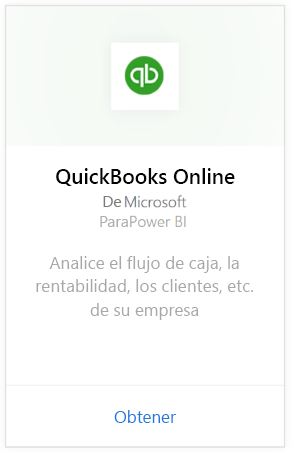 qb
QuickBooks Online
De Microsoft
ParaPower BI
Analice el flujo de caja, la
rentabilidad, los clientes, etc.
de su empresa
Obtener